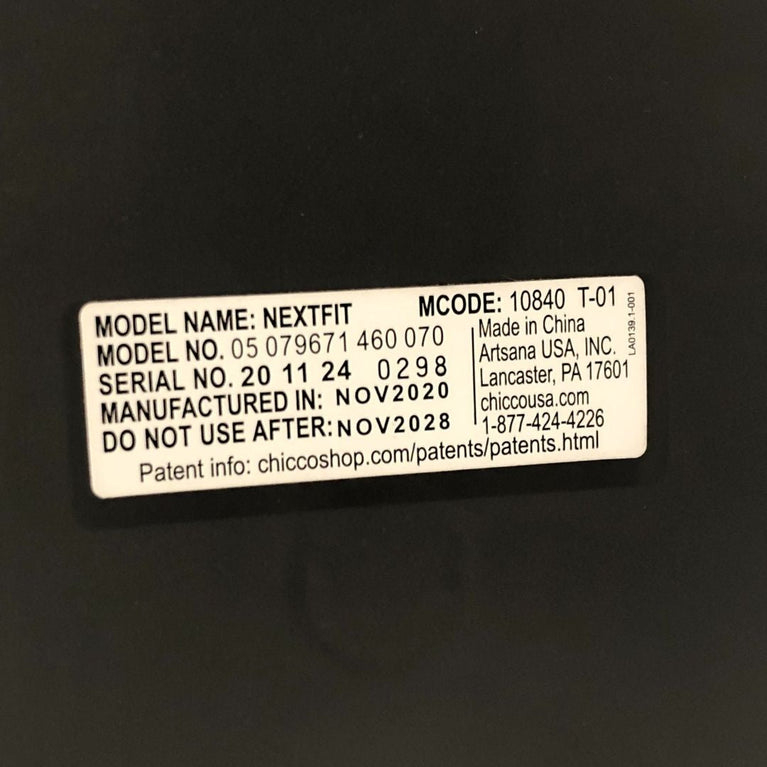 MODEL NAME: NEXTFIT
MODEL NO. 05 079671 460 070
SERIAL NO. 20 11 24 0298
MANUFACTURED IN: NOV2020
DO NOT USE AFTER: NOV2028
MCODE: 10840 T-01
Made in China
Artsana USA, INC.
Lancaster, PA 17601
chiccousa.com
1-877-424-4226
LA0139.1-001
Patent info: chiccoshop.com/patents/patents.html